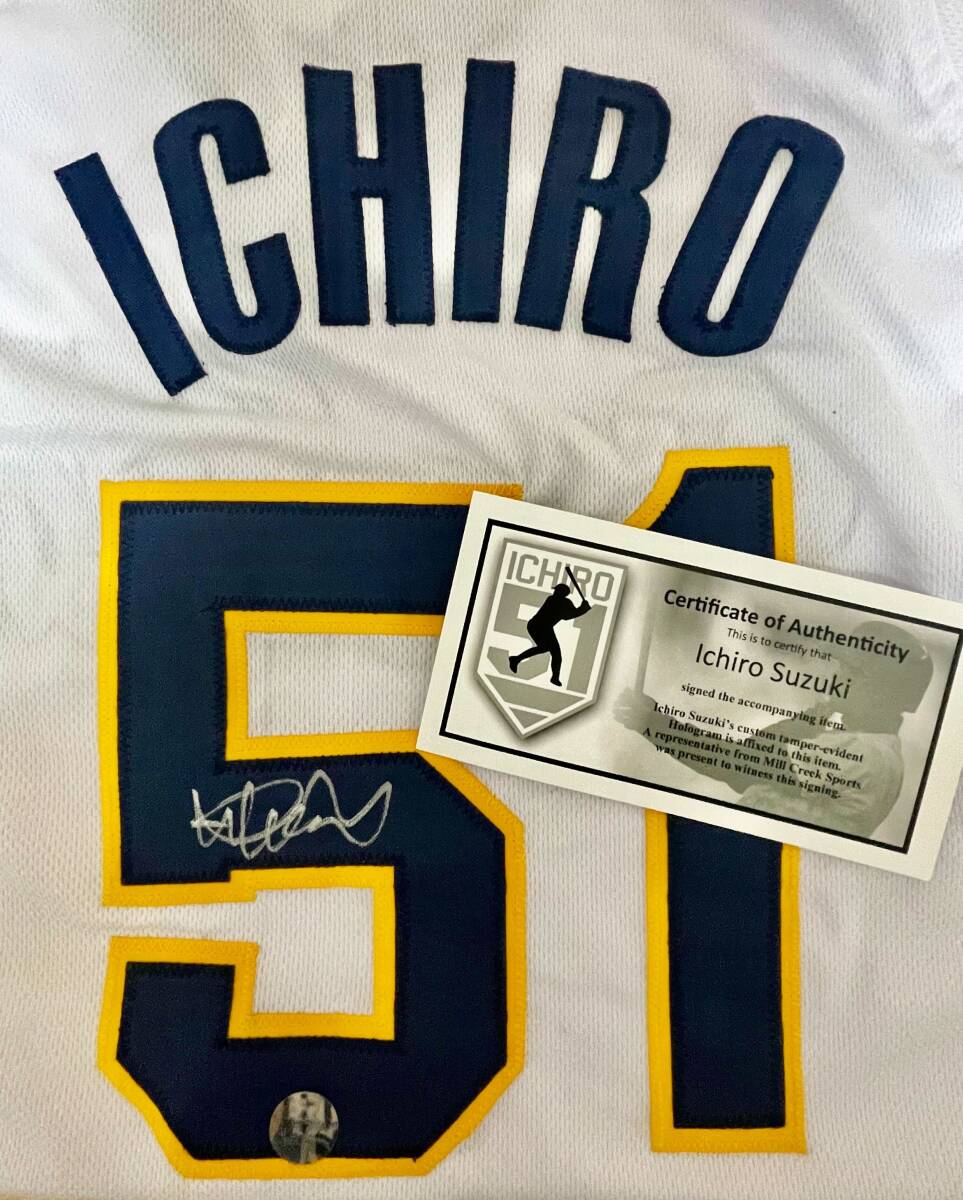 ICHIRO
51
ICHIRO
51
Certificate of Authenticity
This is to certify that
Ichiro Suzuki
signed the accompanying item.
Ichiro Suzuki's custom tamper-evident
Hologram is affixed to this item.
A representative from Mill Creek Sports
was present to witness this signing.